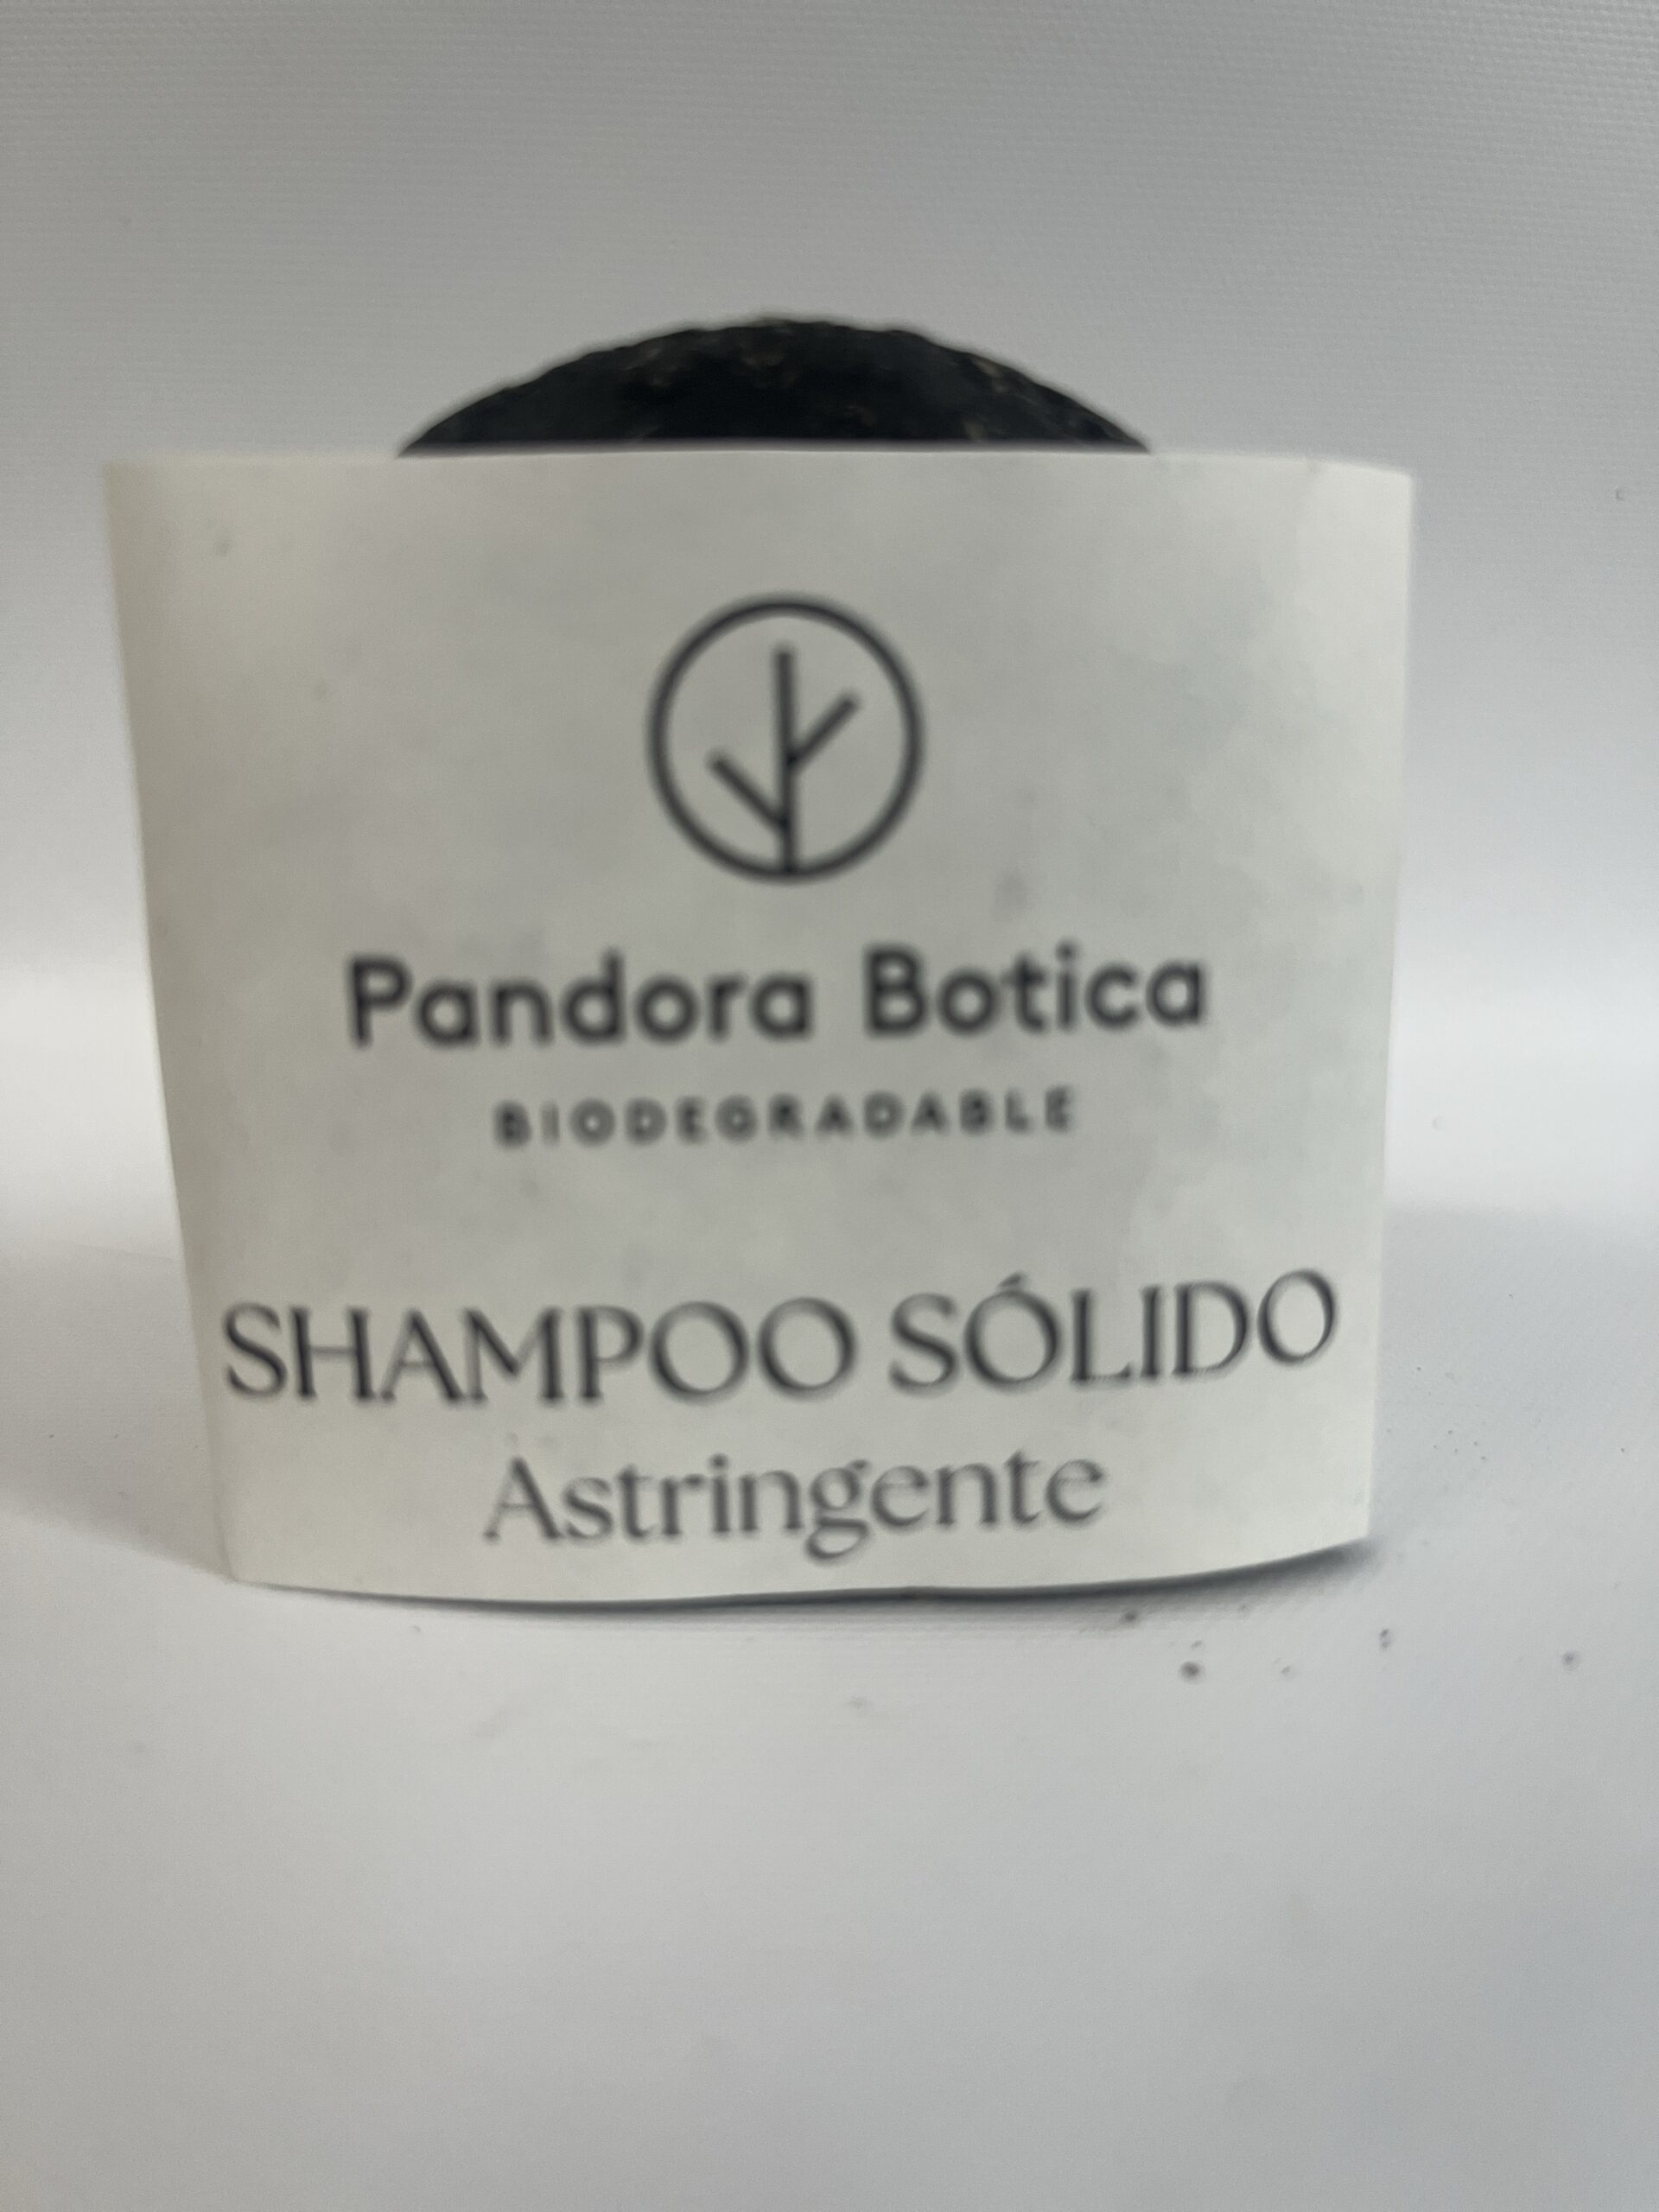 Pandora Botica
BIODEGRADABLE
SHAMPOO SÓLIDO
Astringente